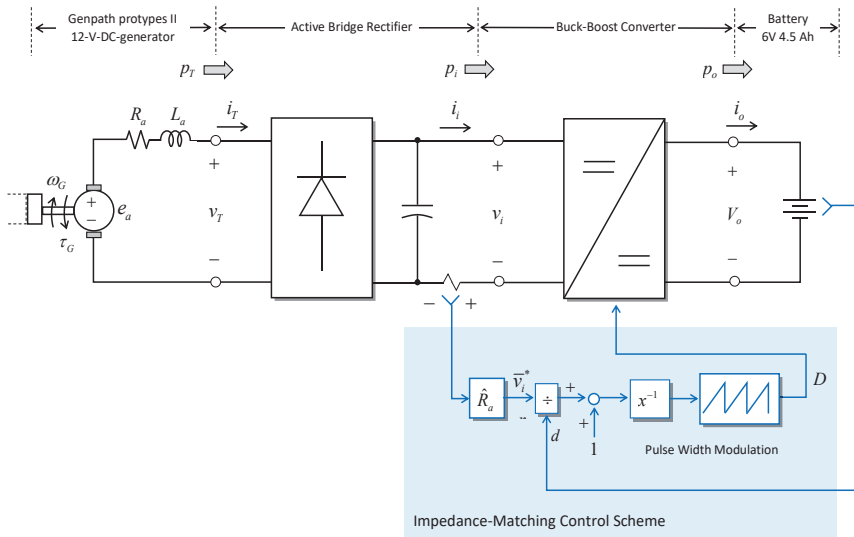 Genpath protypes II
12-V-DC-generator
Active Bridge Rectifier
Buck-Boost Converter
Battery
6V 4.5 Ah
p_T
p_i
p_o
R_a
L_a
i_T
i_i
i_o
+
+
+
ω_G
+
−
e_a
v_T
v_i
V_o
τ_G
−
−
−
− +
R̂_a
v̅_i*
÷
+
+
1
d
x⁻¹
D
Pulse Width Modulation
Impedance-Matching Control Scheme